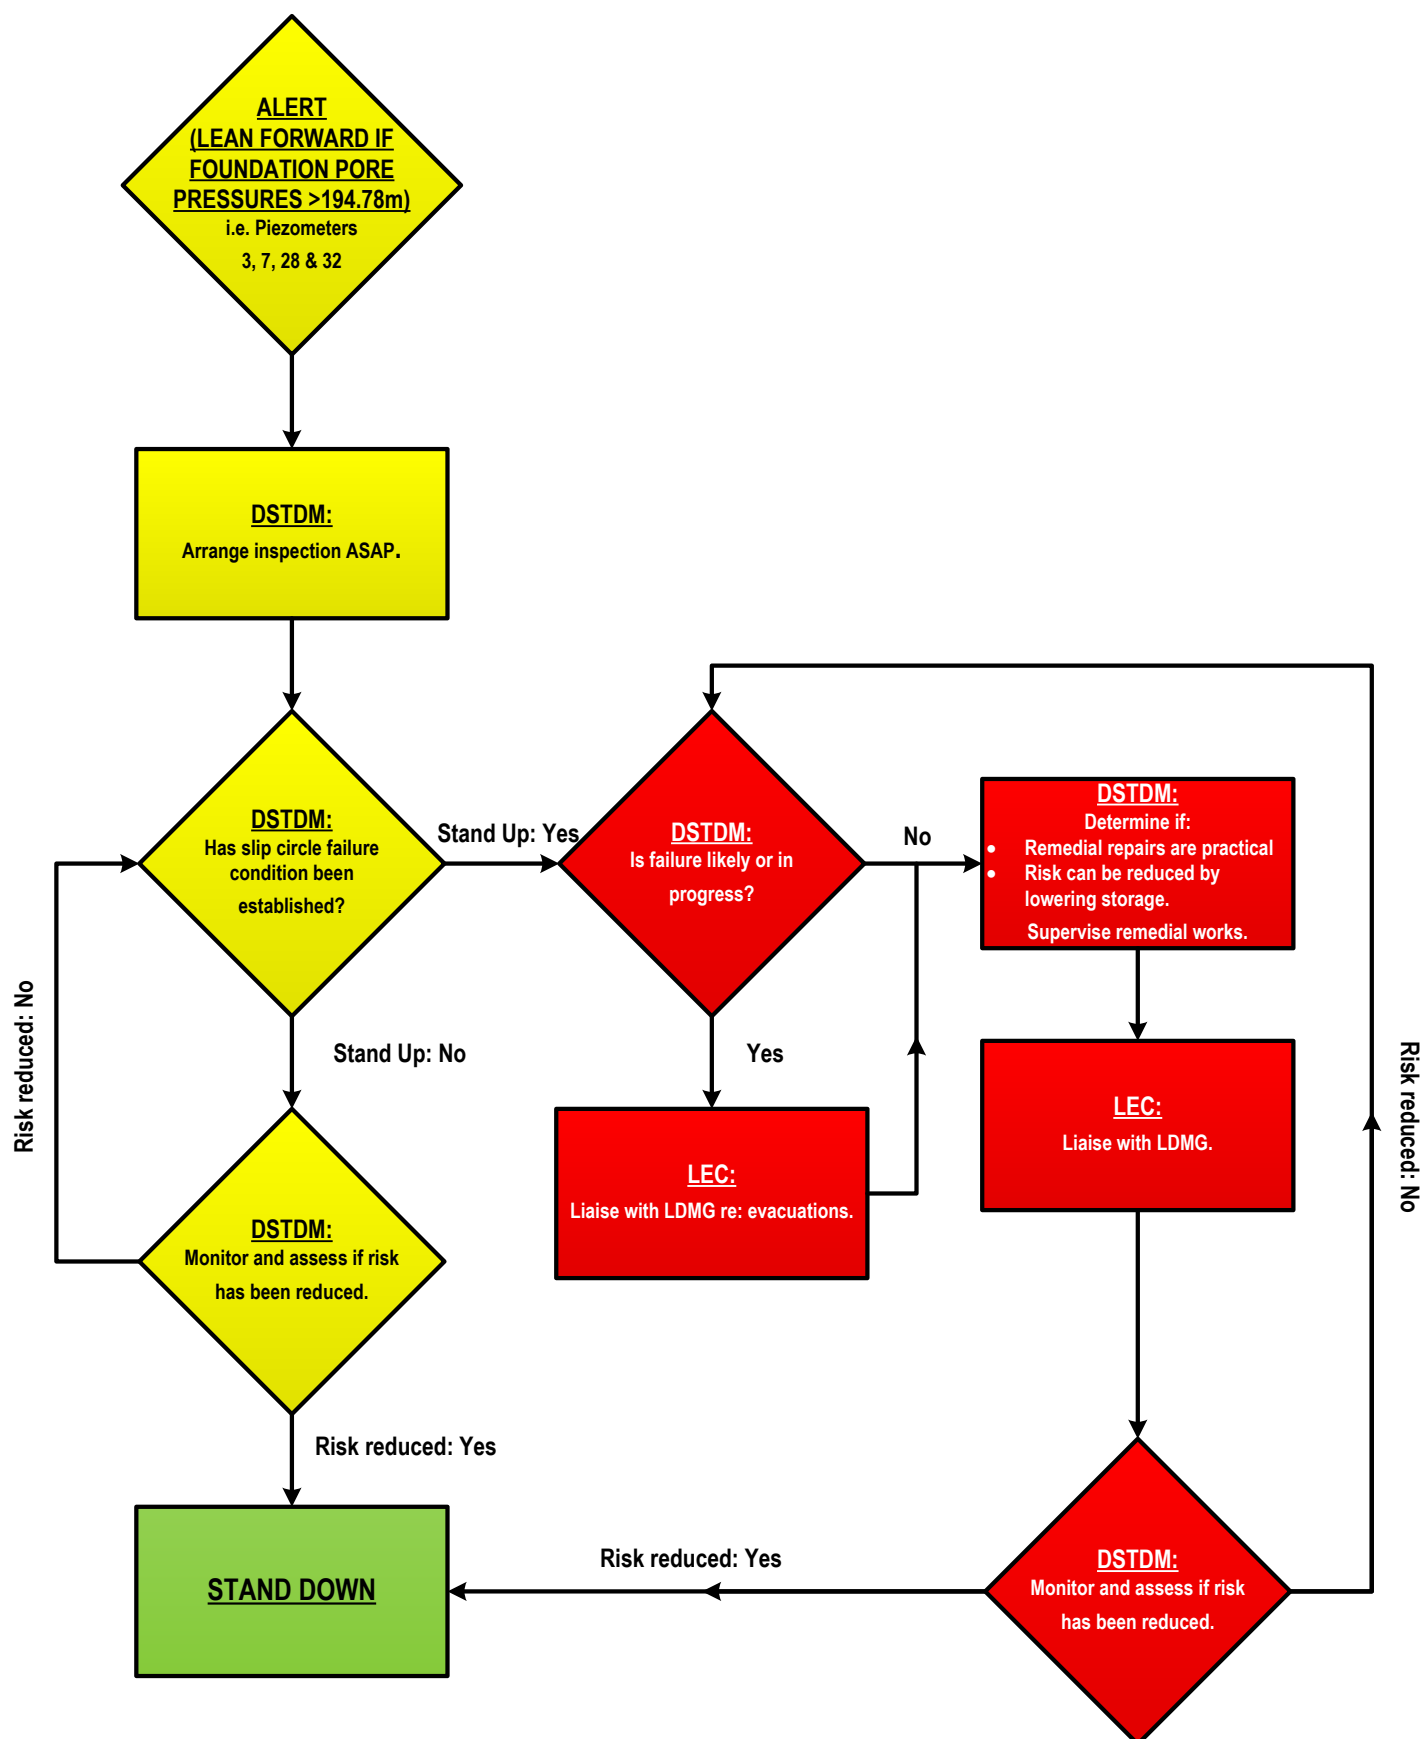 ALERT
(LEAN FORWARD IF
FOUNDATION PORE
PRESSURES >194.78m)
i.e. Piezometers
3, 7, 28 & 32
DSTDM:
Arrange inspection ASAP.
DSTDM:
Has slip circle failure
condition been
established?
Stand Up: Yes
DSTDM:
Is failure likely or in
progress?
No
DSTDM:
Determine if:
• Remedial repairs are practical
• Risk can be reduced by
lowering storage.
Supervise remedial works.
Risk reduced: No
Stand Up: No
Yes
LEC:
Liaise with LDMG re: evacuations.
LEC:
Liaise with LDMG.
Risk reduced: No
DSTDM:
Monitor and assess if risk
has been reduced.
Risk reduced: Yes
STAND DOWN
Risk reduced: Yes
DSTDM:
Monitor and assess if risk
has been reduced.